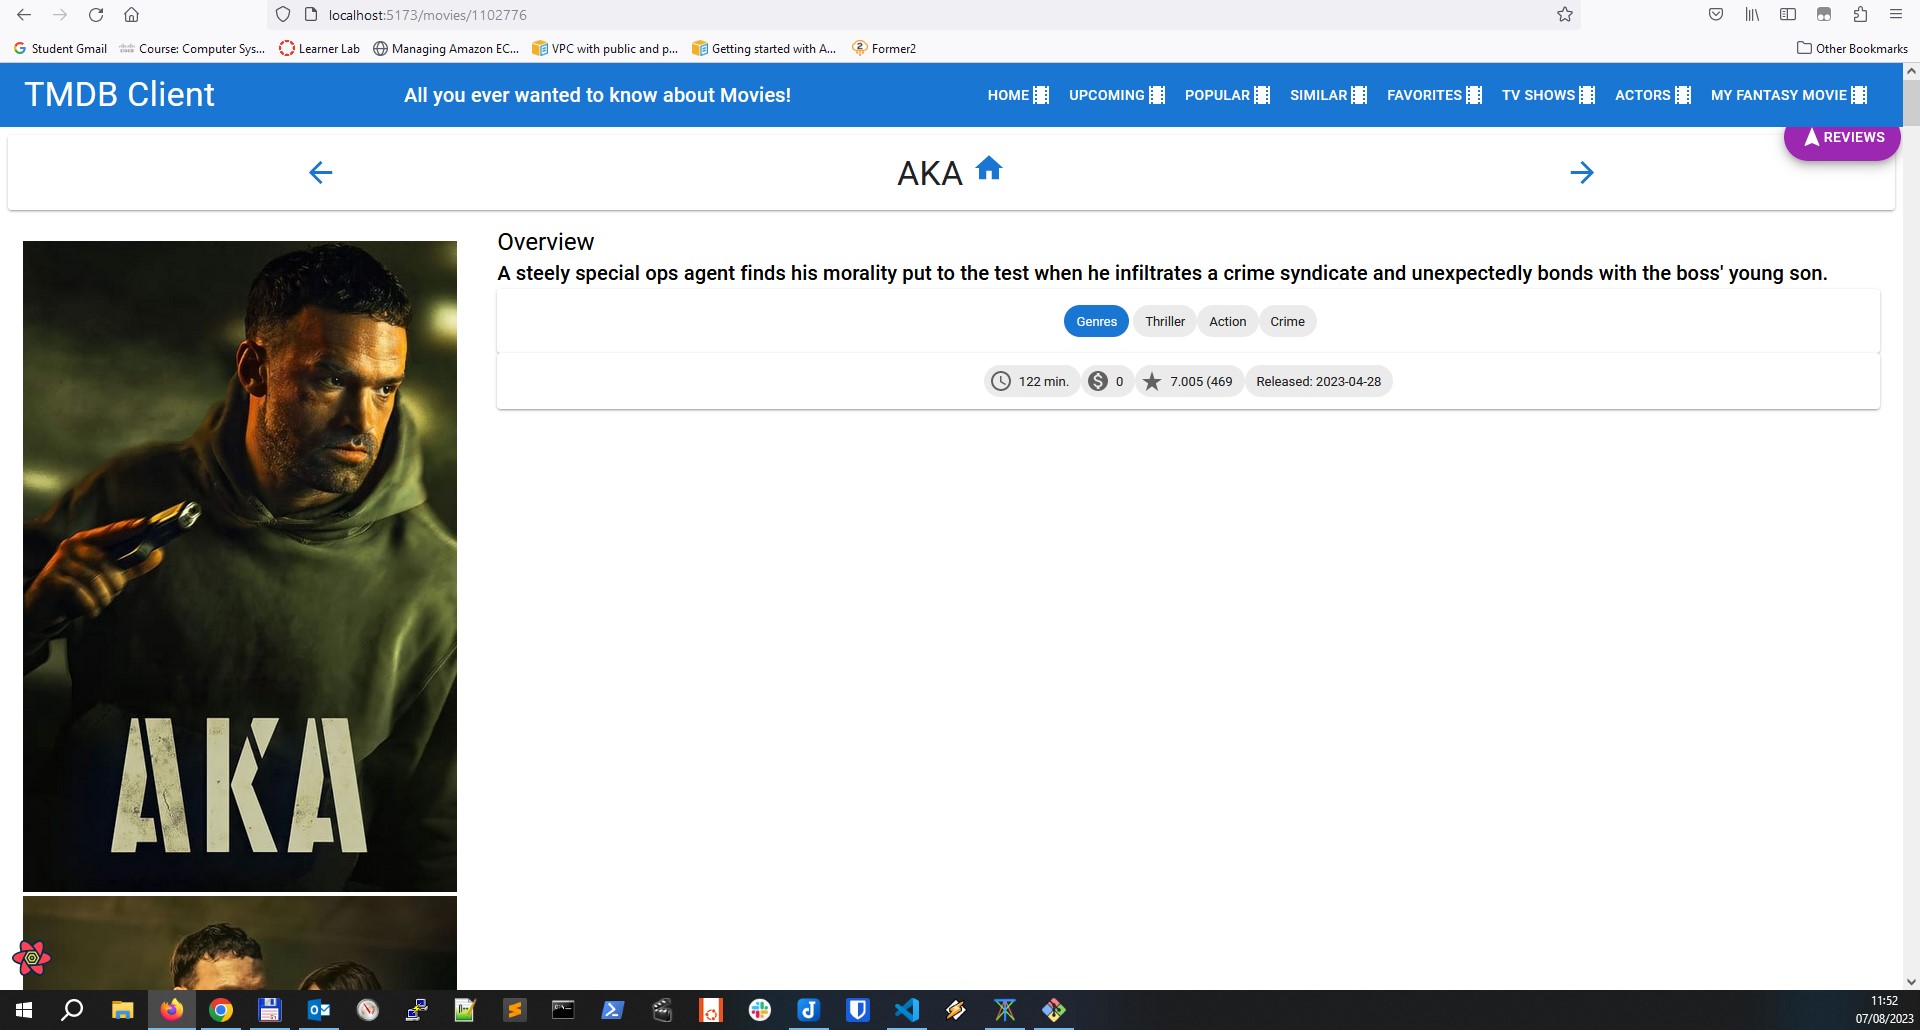 localhost:5173/movies/1102776
Student Gmail
Course: Computer Sys...
Learner Lab
Managing Amazon EC...
VPC with public and p...
Getting started with A...
Former2
Other Bookmarks
TMDB Client
All you ever wanted to know about Movies!
HOME
UPCOMING
POPULAR
SIMILAR
FAVORITES
TV SHOWS
ACTORS
MY FANTASY MOVIE
REVIEWS
AKA
Overview
A steely special ops agent finds his morality put to the test when he infiltrates a crime syndicate and unexpectedly bonds with the boss' young son.
Genres
Thriller
Action
Crime
122 min.
0
7.005 (469
Released: 2023-04-28
AKA
11:52
07/08/2023